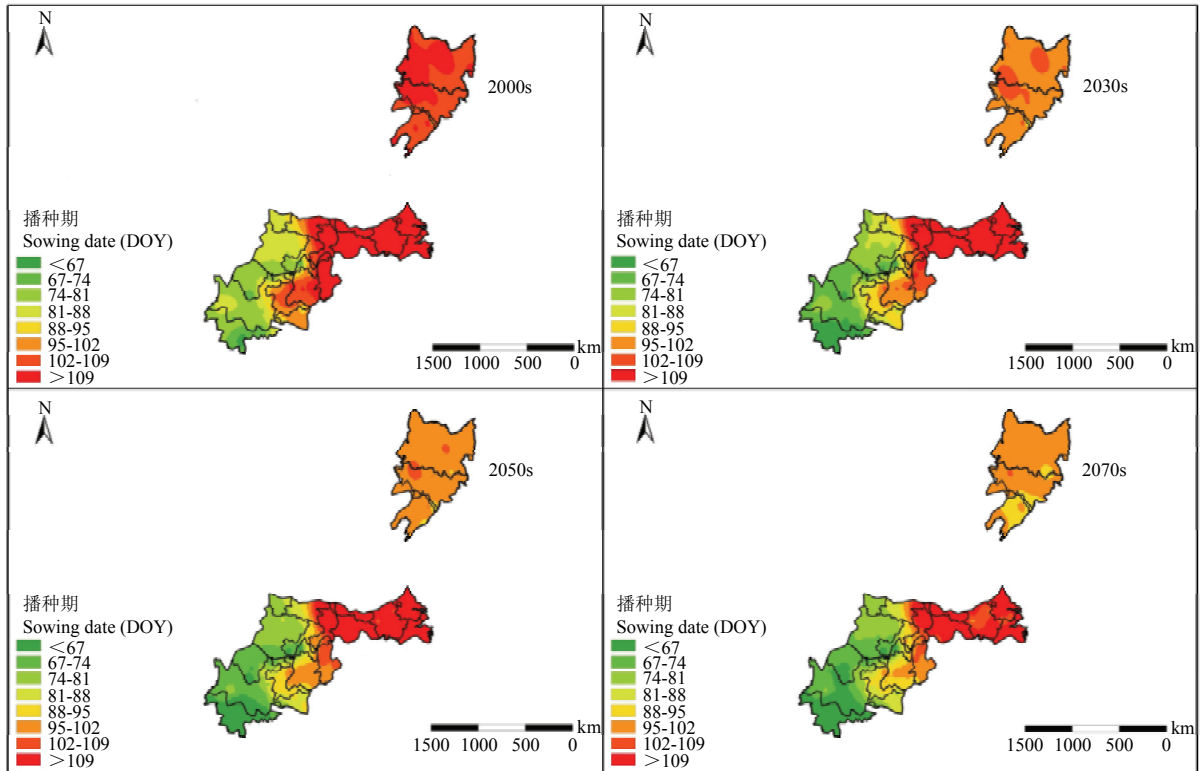 N
2000s
播种期
Sowing date (DOY)
＜67
67-74
74-81
81-88
88-95
95-102
102-109
＞109
km
1500 1000 500 0
N
2030s
播种期
Sowing date (DOY)
＜67
67-74
74-81
81-88
88-95
95-102
102-109
＞109
km
1500 1000 500 0
N
2050s
播种期
Sowing date (DOY)
＜67
67-74
74-81
81-88
88-95
95-102
102-109
＞109
km
1500 1000 500 0
N
2070s
播种期
Sowing date (DOY)
＜67
67-74
74-81
81-88
88-95
95-102
102-109
＞109
km
1500 1000 500 0